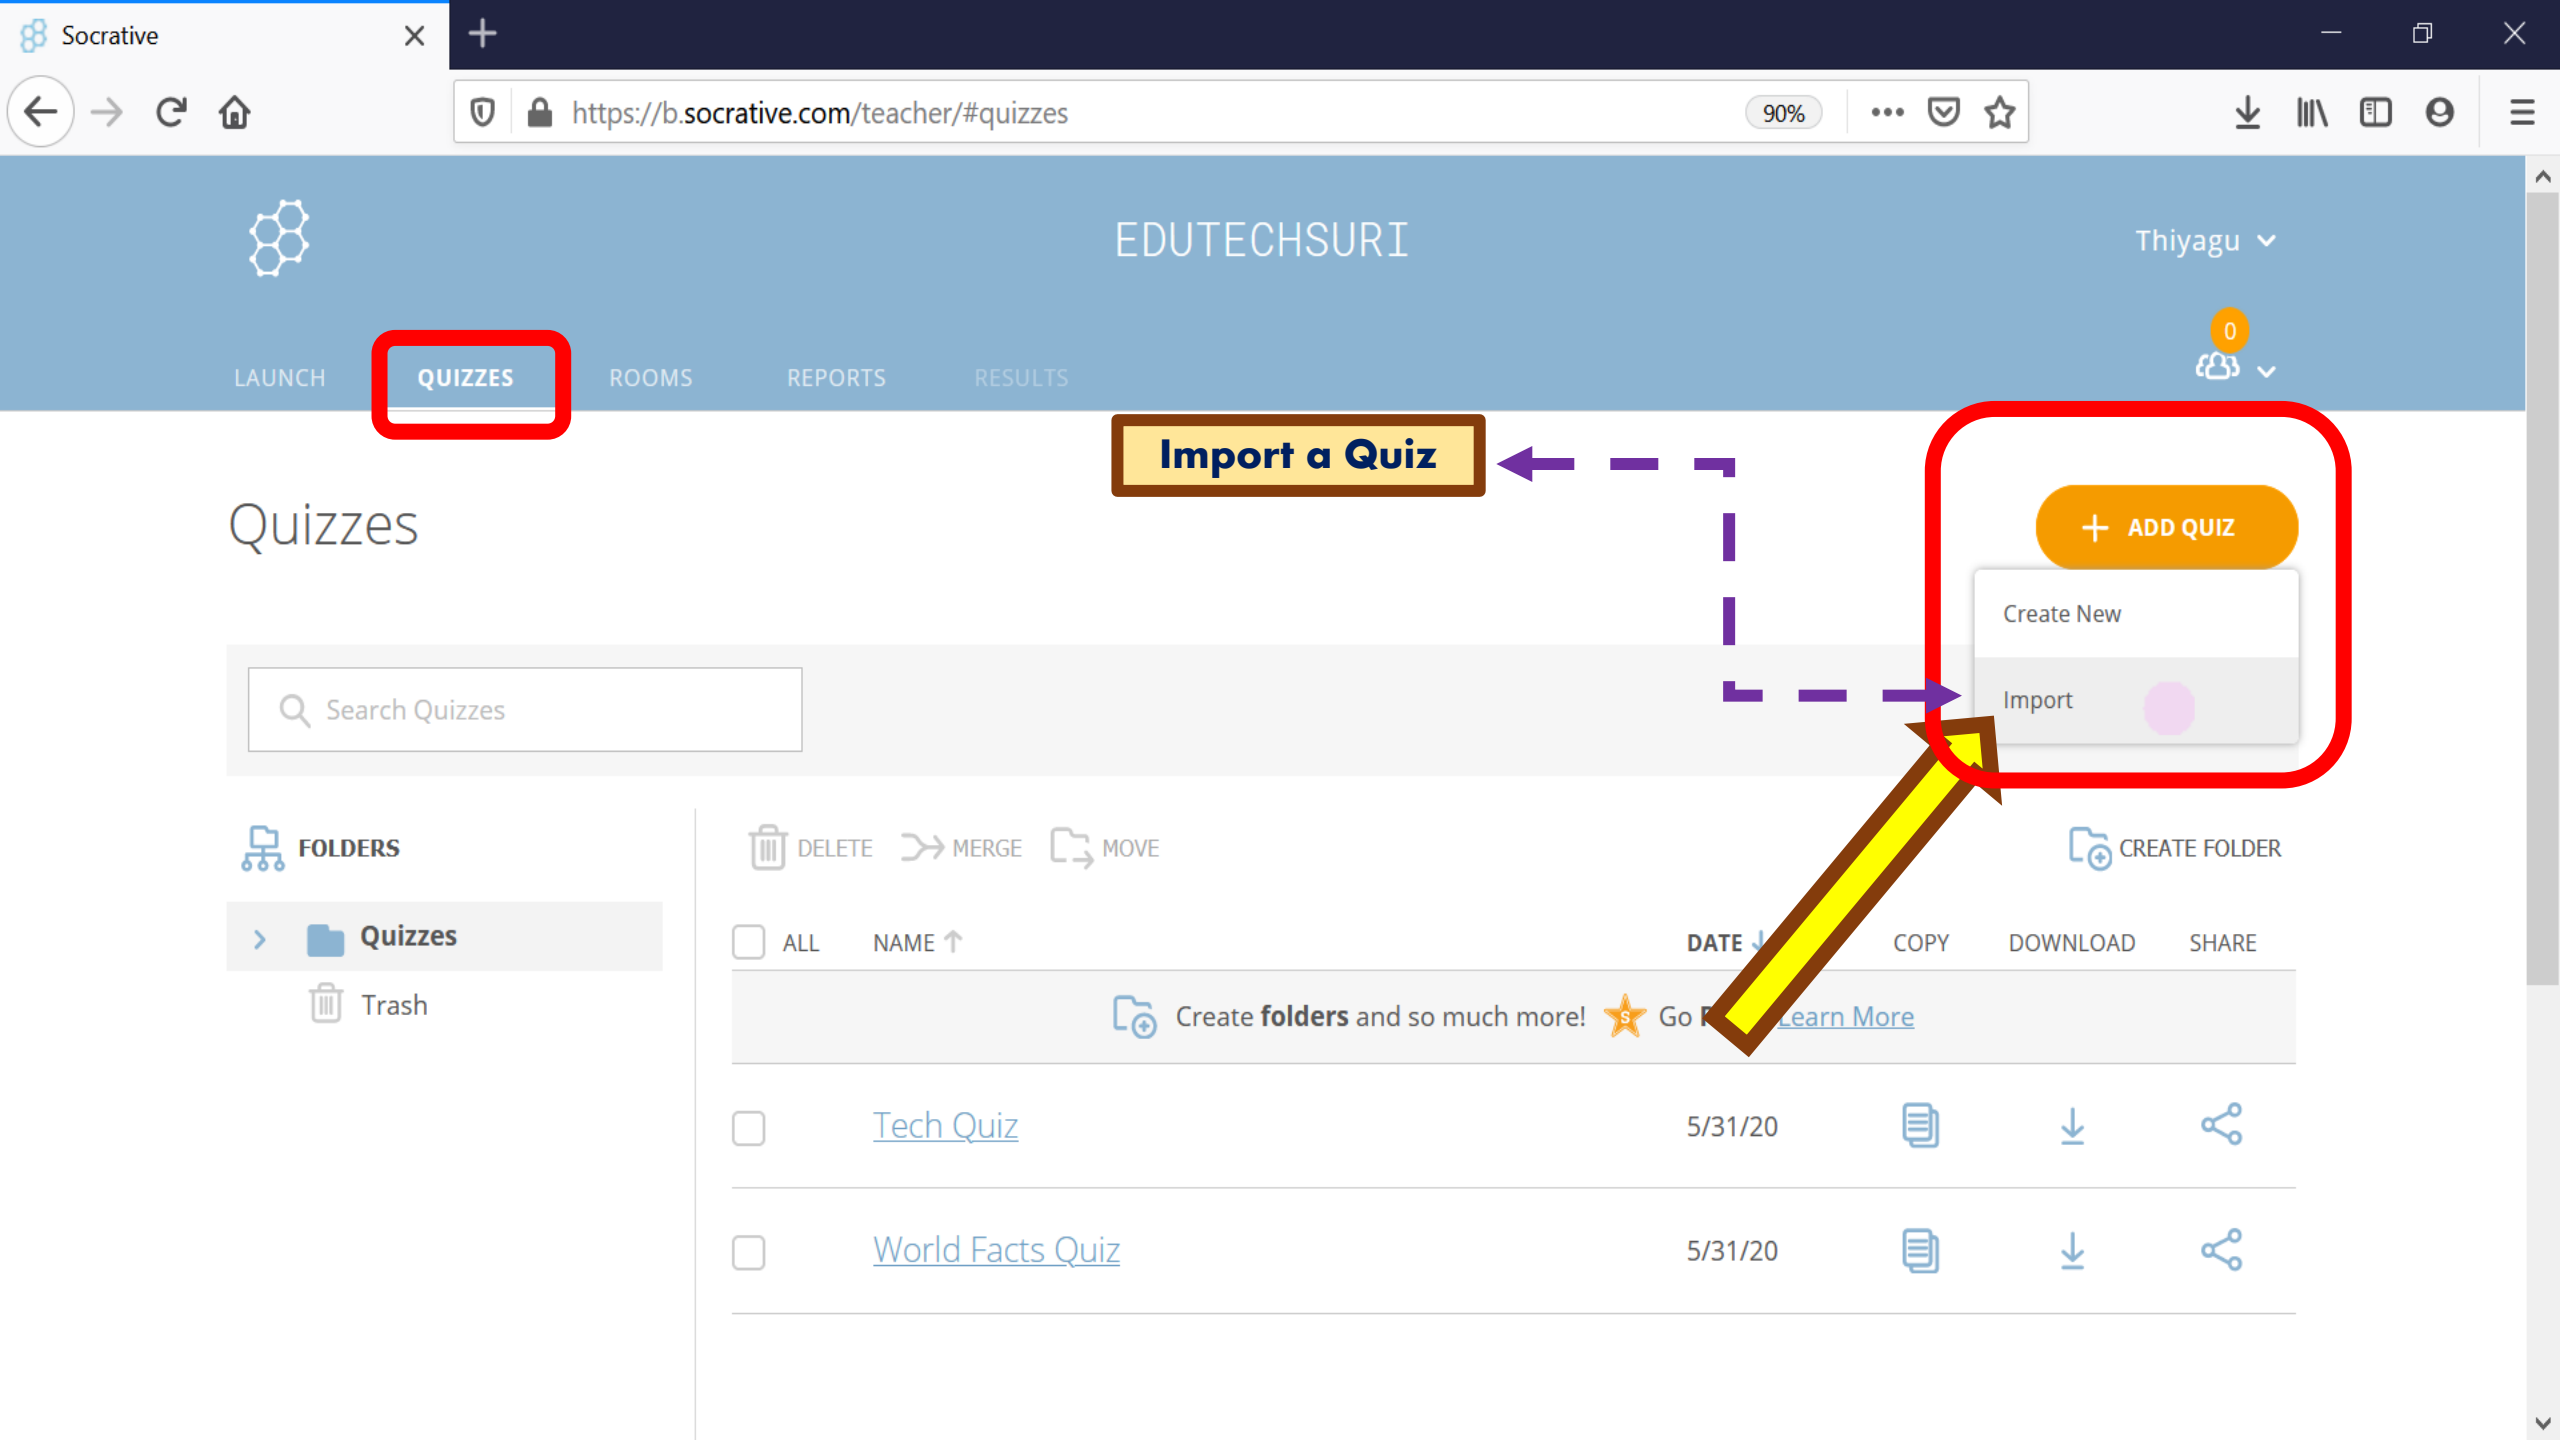 Socrative
https://b.socrative.com/teacher/#quizzes 90%
EDUTECHSURI
Thiyagu
0
LAUNCH QUIZZES ROOMS REPORTS RESULTS
Import a Quiz
Quizzes
ADD QUIZ
Create New
Import
Search Quizzes
FOLDERS
DELETE MERGE MOVE CREATE FOLDER
Quizzes
Trash
ALL NAME DATE COPY DOWNLOAD SHARE
Create folders and so much more! S Go Learn More
Tech Quiz 5/31/20
World Facts Quiz 5/31/20